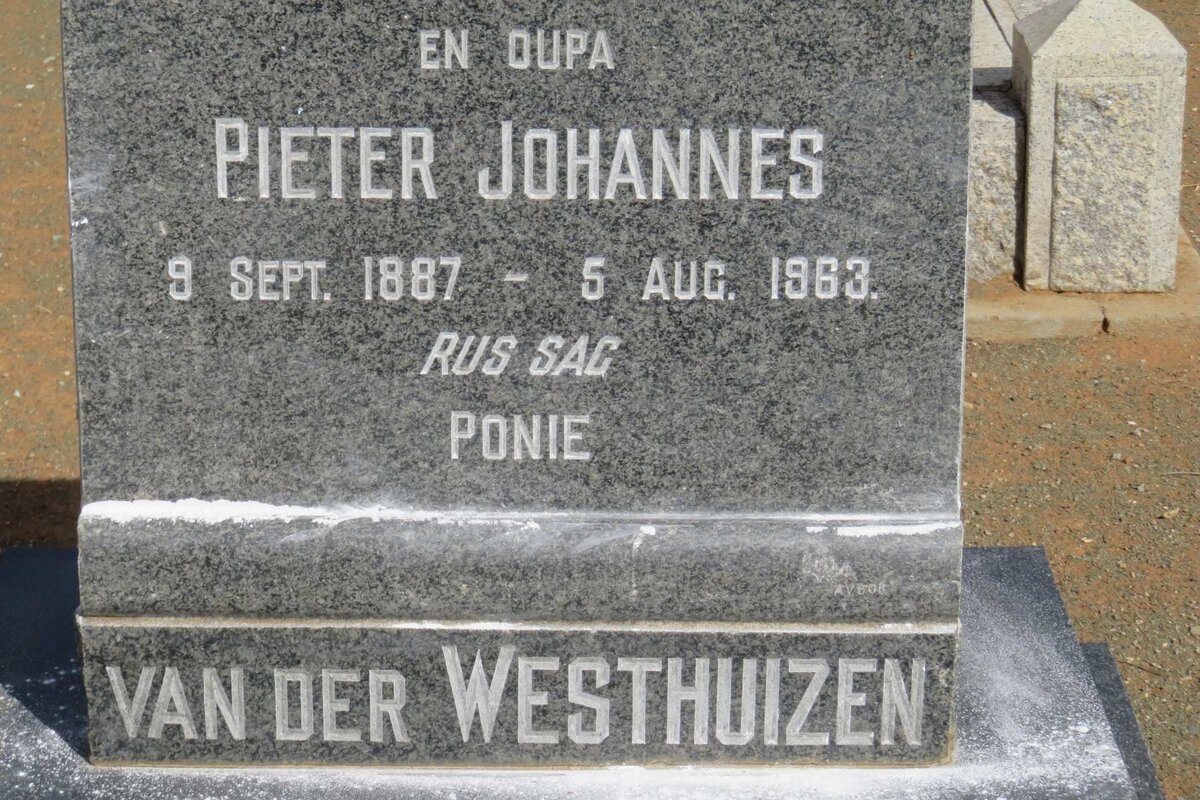 EN OUPA
PIETER JOHANNES
9 SEPT. 1887 - 5 AUG. 1963.
RUS SAG
PONIE
VAN DER WESTHUIZEN